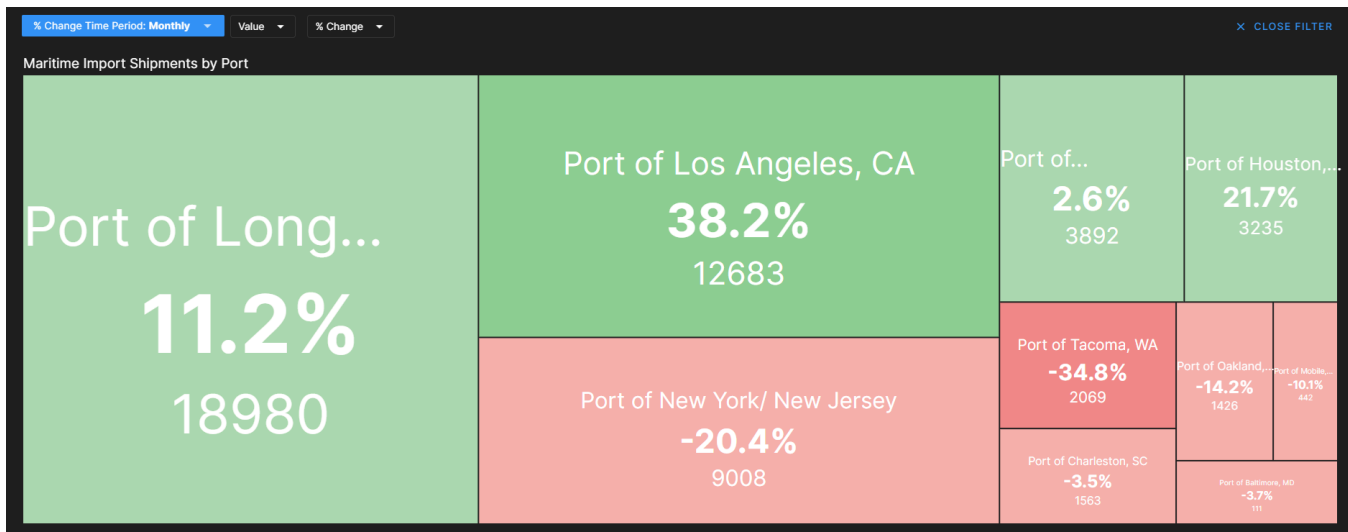 % Change Time Period: Monthly
Value
% Change
× CLOSE FILTER
Maritime Import Shipments by Port
Port of Long...
11.2%
18980
Port of Los Angeles, CA
38.2%
12683
Port of New York/ New Jersey
-20.4%
9008
Port of...
2.6%
3892
Port of Houston,...
21.7%
3235
Port of Tacoma, WA
-34.8%
2069
Port of Charleston, SC
-3.5%
1563
Port of Oakland,...
-14.2%
1426
Port of Mobile,...
-10.1%
442
Port of Baltimore, MD
-3.7%
111